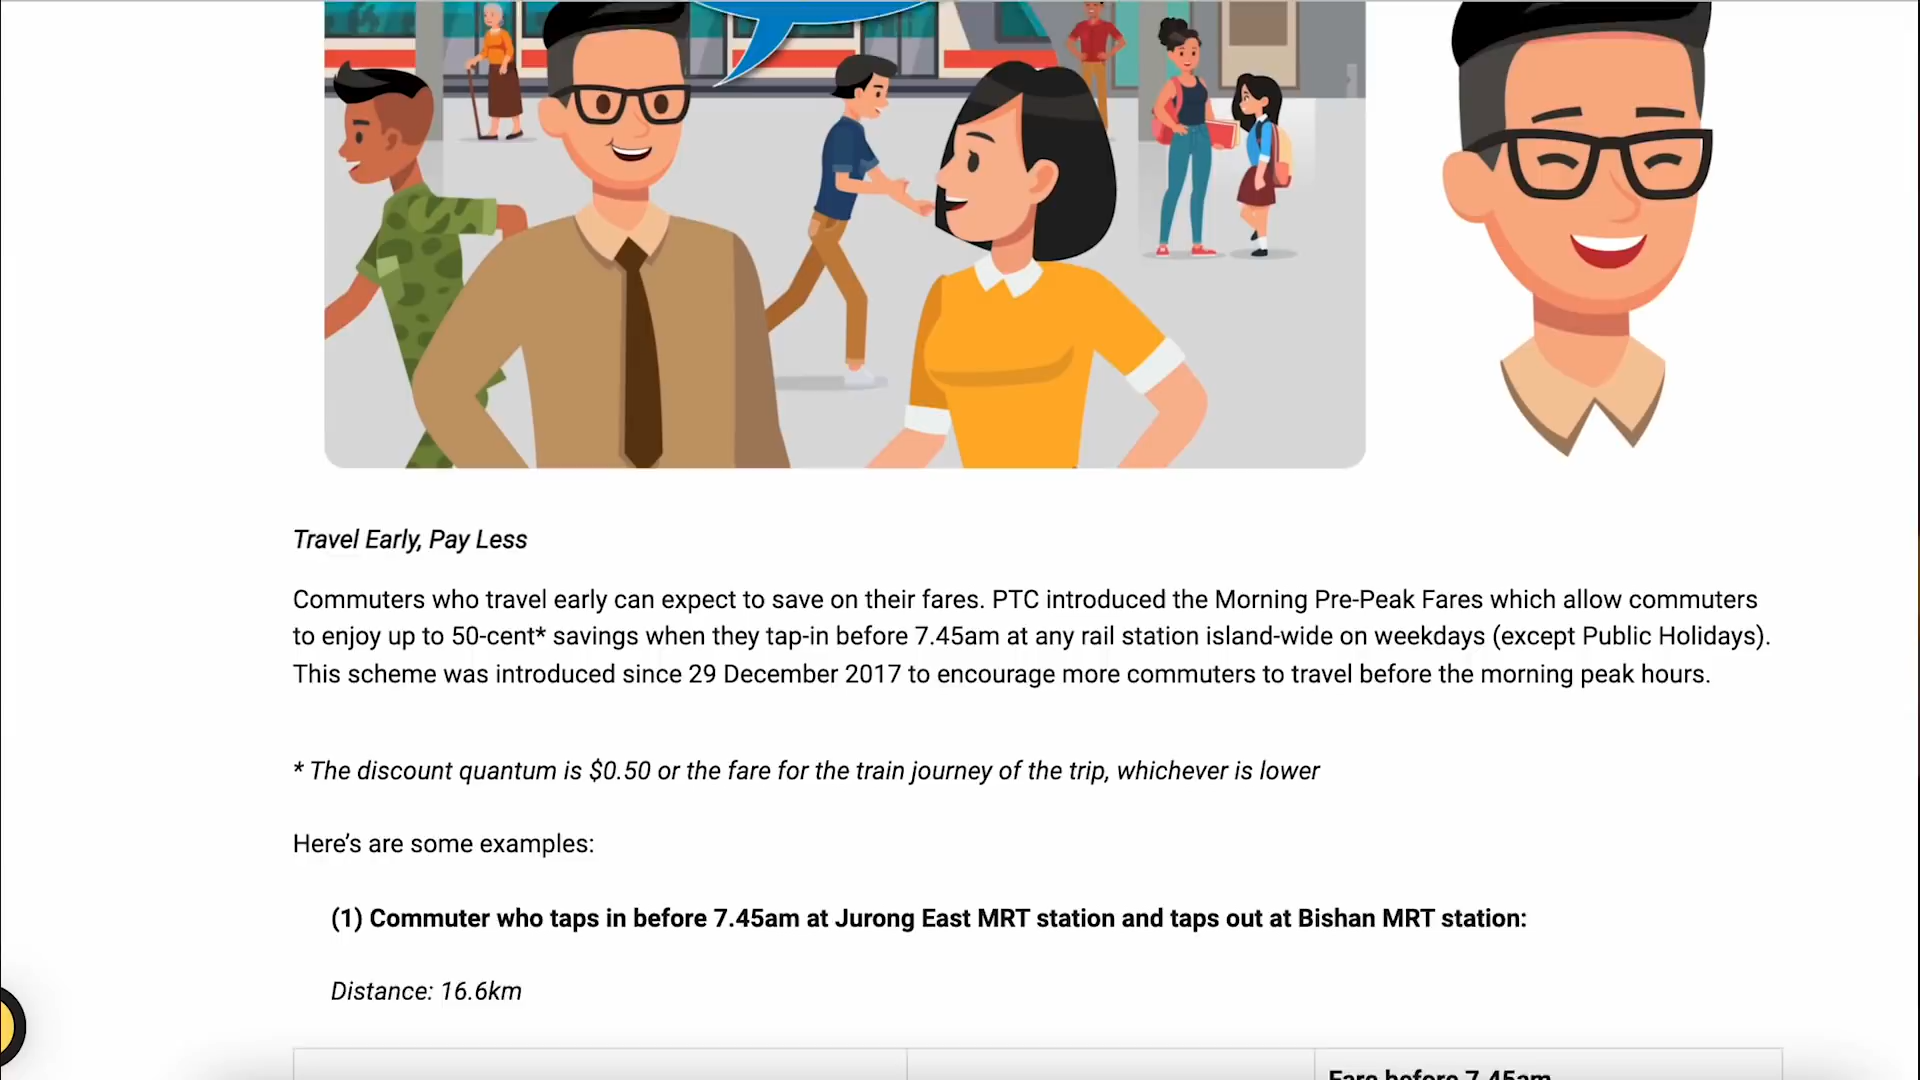 Travel Early, Pay Less
Commuters who travel early can expect to save on their fares. PTC introduced the Morning Pre-Peak Fares which allow commuters
to enjoy up to 50-cent* savings when they tap-in before 7.45am at any rail station island-wide on weekdays (except Public Holidays).
This scheme was introduced since 29 December 2017 to encourage more commuters to travel before the morning peak hours.
* The discount quantum is $0.50 or the fare for the train journey of the trip, whichever is lower
Here's are some examples:
(1) Commuter who taps in before 7.45am at Jurong East MRT station and taps out at Bishan MRT station:
Distance: 16.6km
Fare before 7.45am